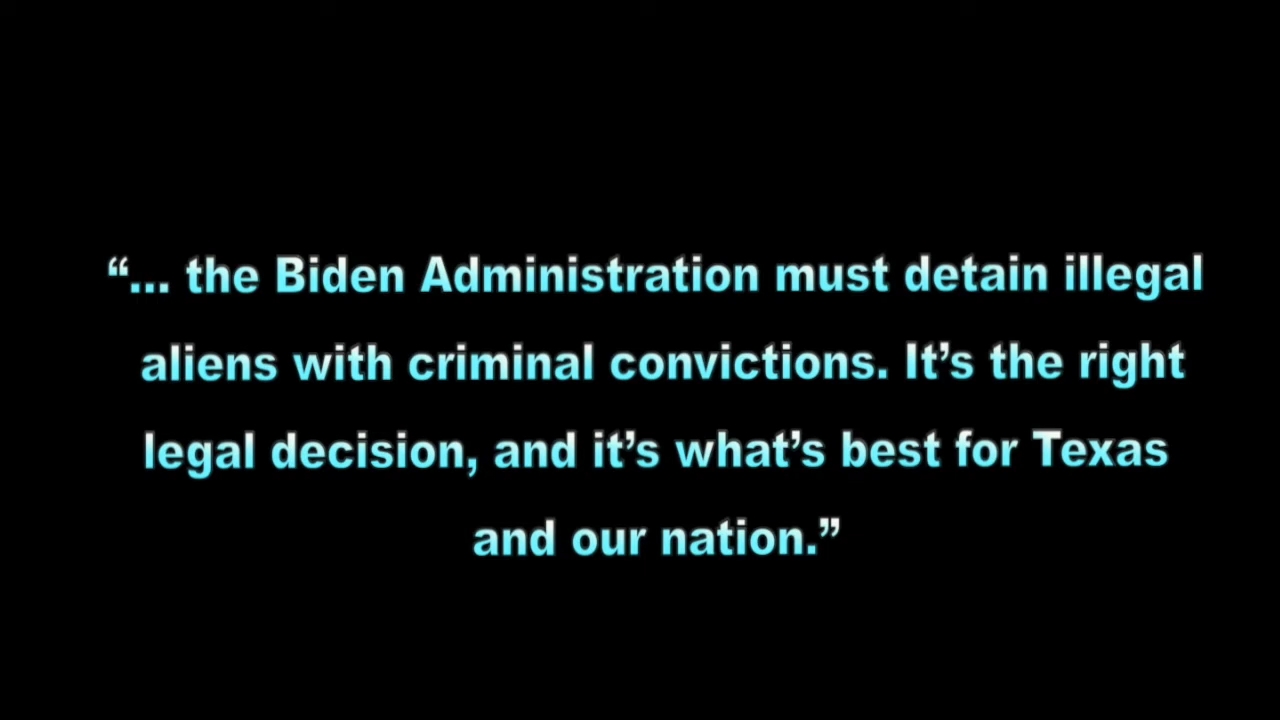 “... the Biden Administration must detain illegal
aliens with criminal convictions. It’s the right
legal decision, and it’s what’s best for Texas
and our nation.”